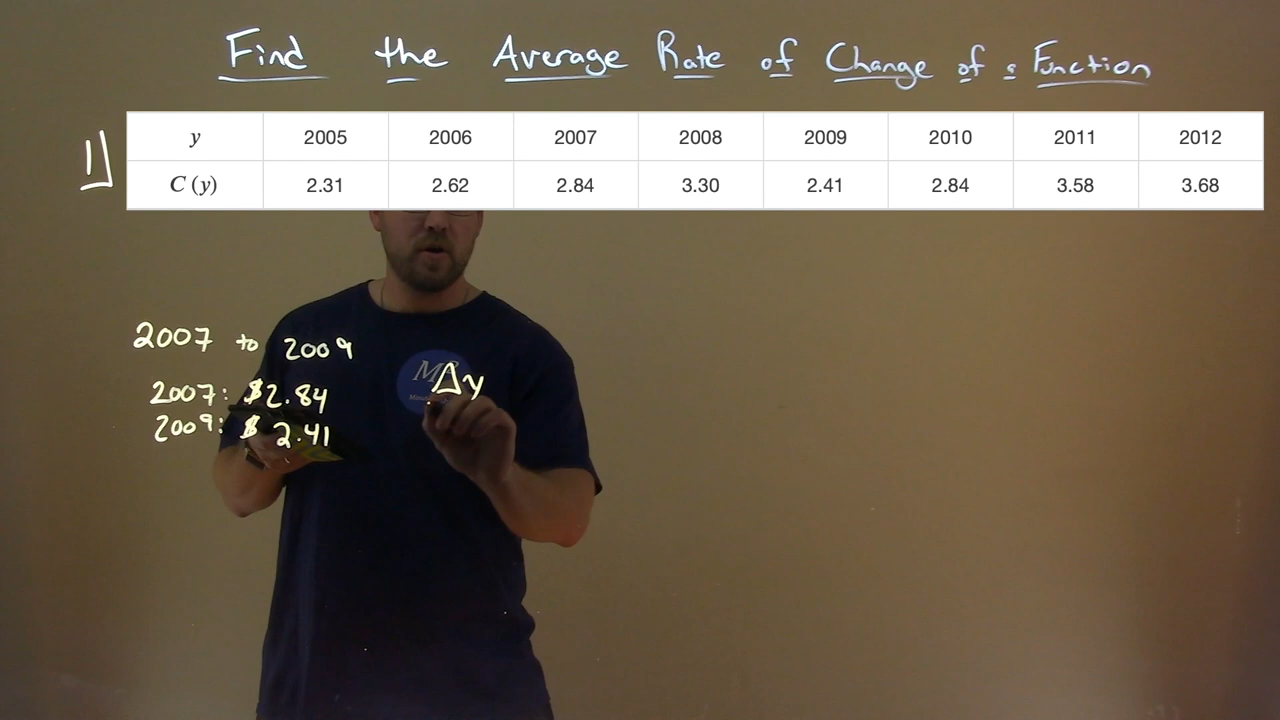 Find the Average Rate of Change of a Function
1)
y 2005 2006 2007 2008 2009 2010 2011 2012
C (y) 2.31 2.62 2.84 3.30 2.41 2.84 3.58 3.68
2007 to 2009
2007: $2.84
2009: $2.41
Δy